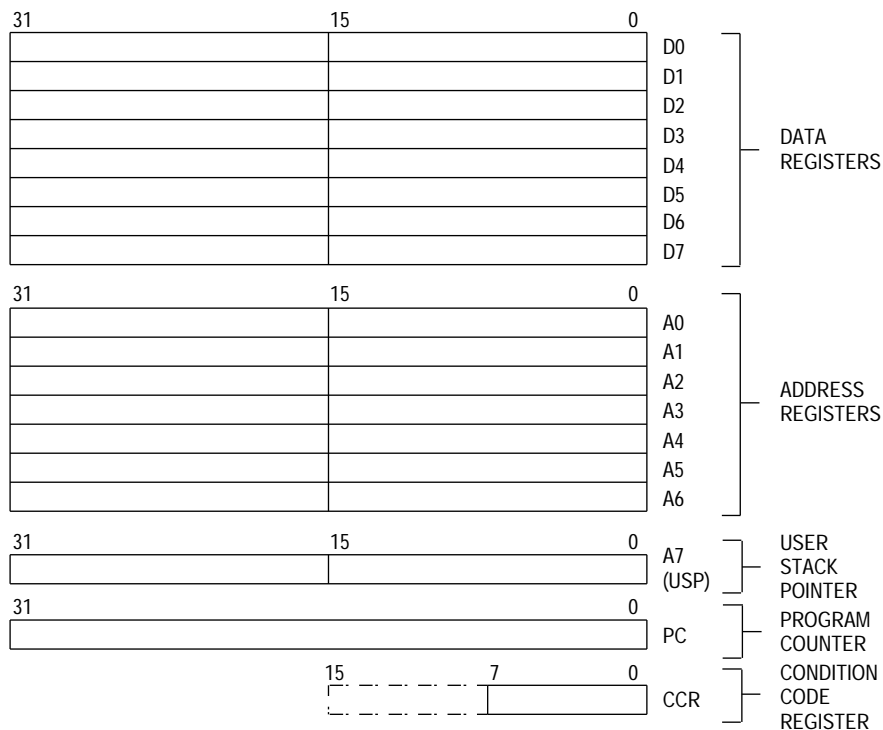 31 15 0
D0
D1
D2
D3
D4
D5
D6
D7
DATA
REGISTERS
31 15 0
A0
A1
A2
A3
A4
A5
A6
ADDRESS
REGISTERS
31 15 0
A7
(USP)
USER
STACK
POINTER
31 0
PC
PROGRAM
COUNTER
15 7 0
CCR
CONDITION
CODE
REGISTER